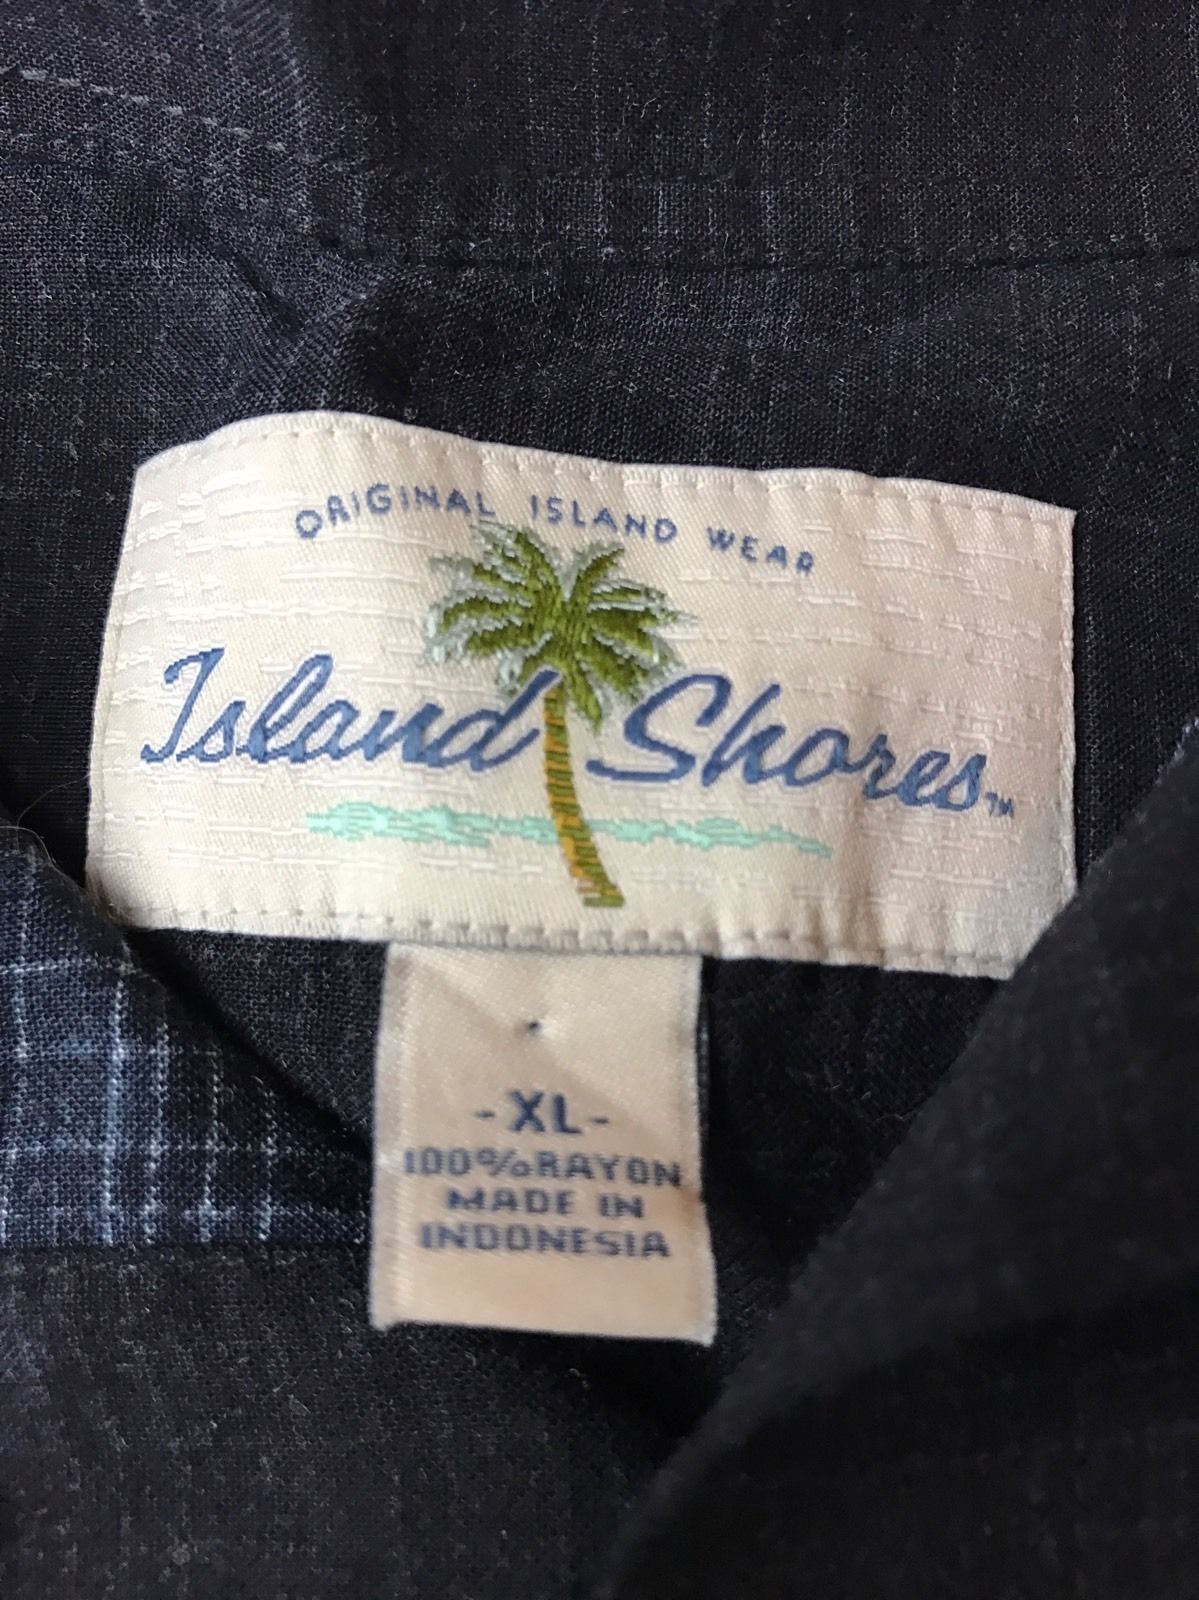 ORIGINAL ISLAND WEAR
Island Shores™
-XL-
100%RAYON
MADE IN
INDONESIA